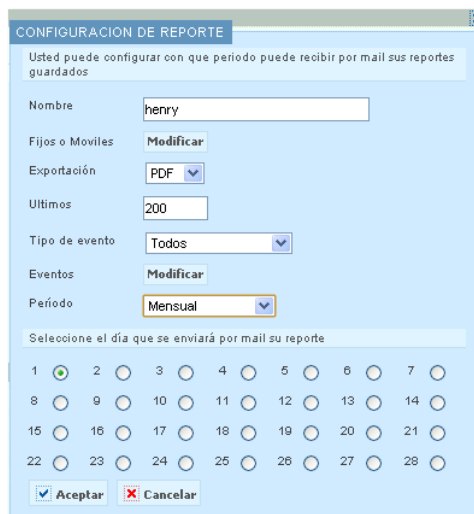 CONFIGURACION DE REPORTE
Usted puede configurar con que periodo puede recibir por mail sus reportes
guardados
Nombre henry
Fijos o Moviles Modificar
Exportación PDF
Ultimos 200
Tipo de evento Todos
Eventos Modificar
Período Mensual
Seleccione el día que se enviará por mail su reporte
1 2 3 4 5 6 7
8 9 10 11 12 13 14
15 16 17 18 19 20 21
22 23 24 25 26 27 28
Aceptar Cancelar